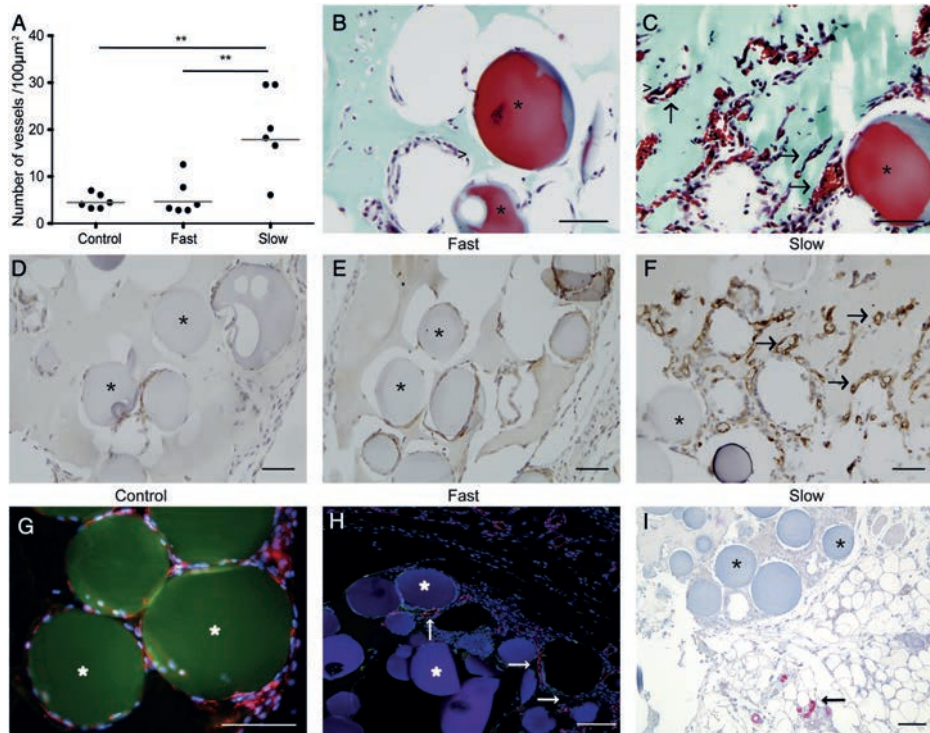 A
Number of vessels /100µm²
40
30
20
10
0
**
**
Control
Fast
Slow
B
*
*
>
Fast
C
>
*
Slow
D
*
*
Control
E
*
*
Fast
F
*
Slow
G
*
*
H
*
*
I
*
*